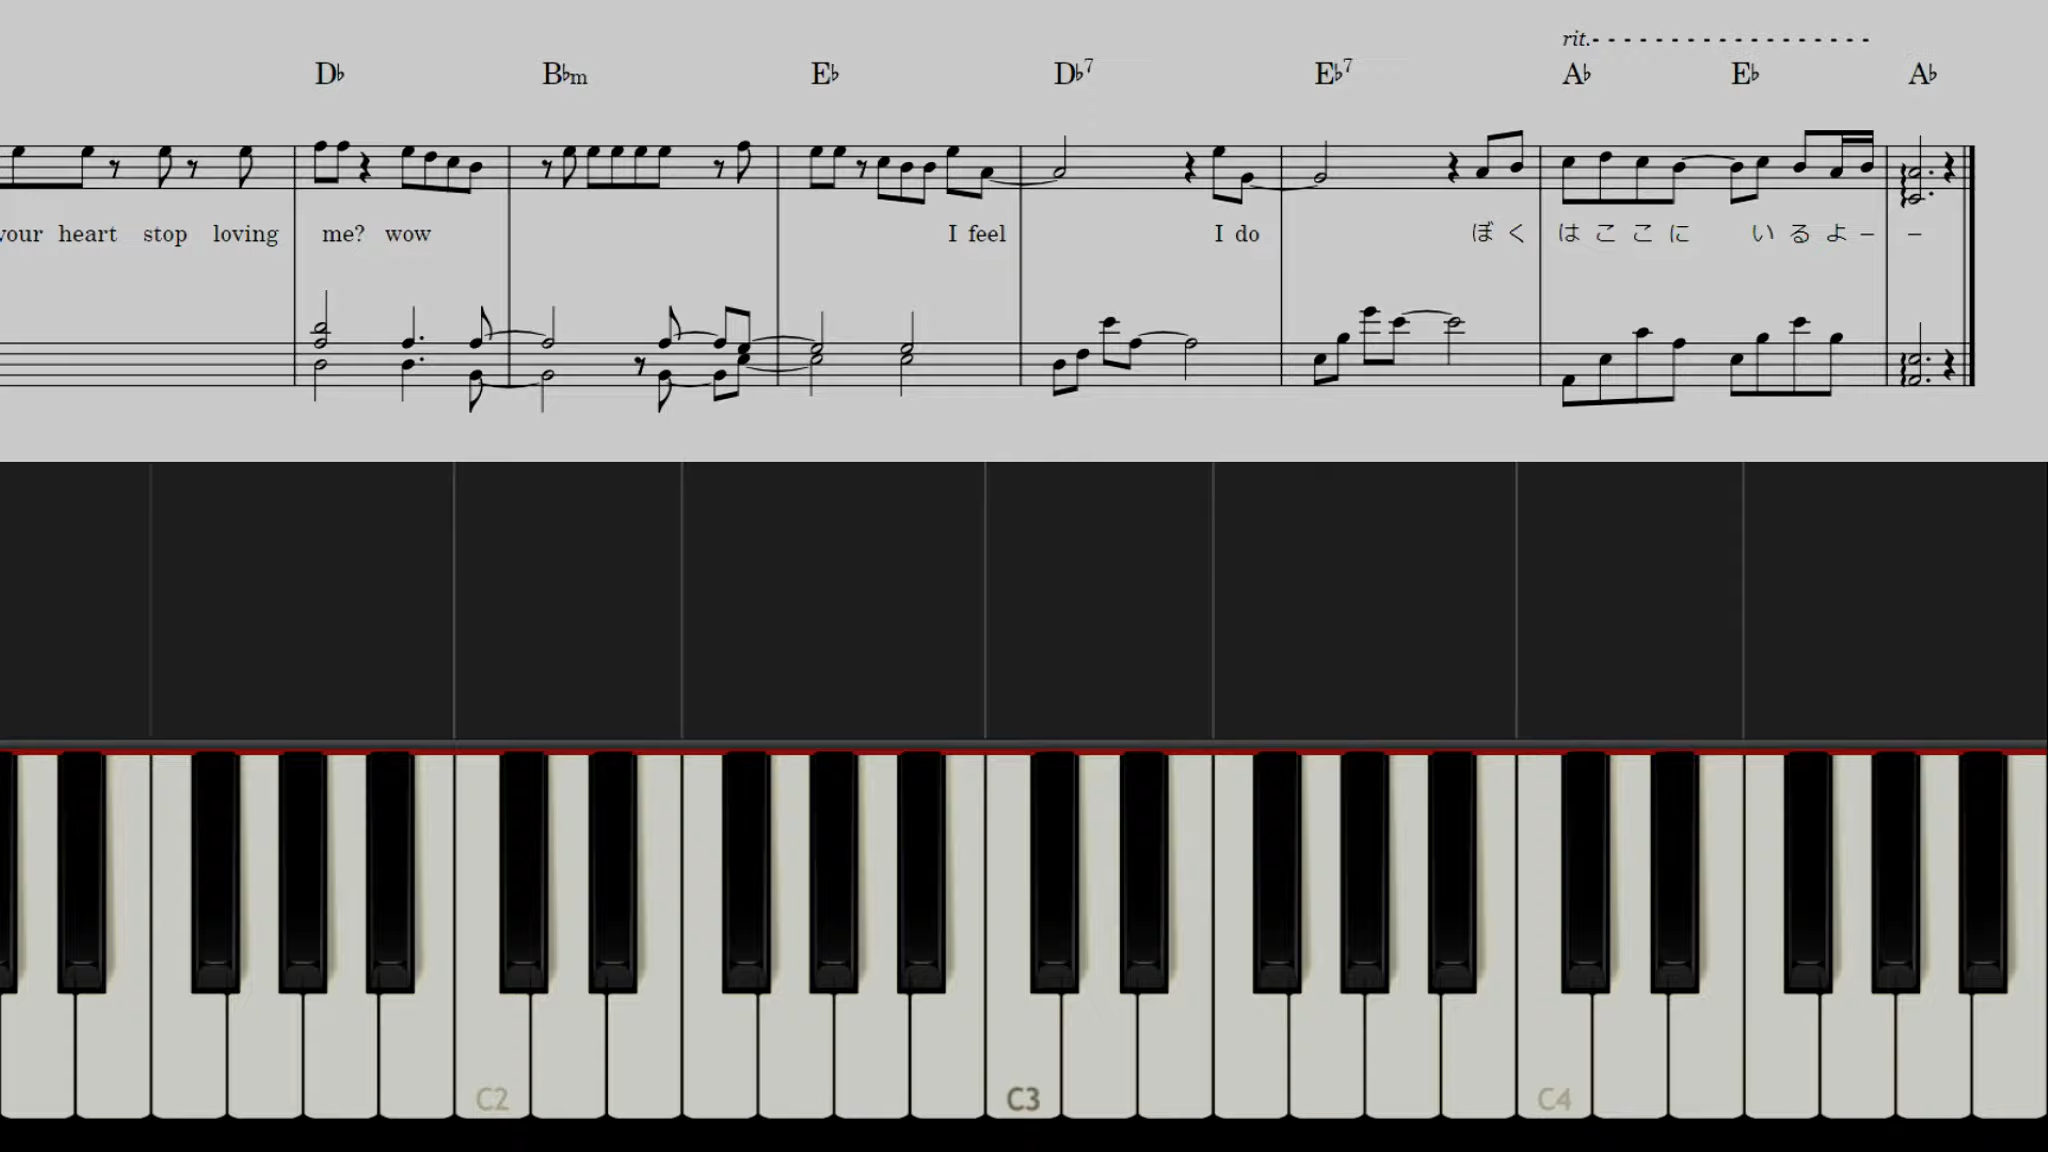 rit.
D♭ B♭m E♭ D♭7 E♭7 A♭ E♭ A♭
your heart stop loving me? wow I feel I do ぼ く は こ こ に い る よ – –
C2 C3 C4